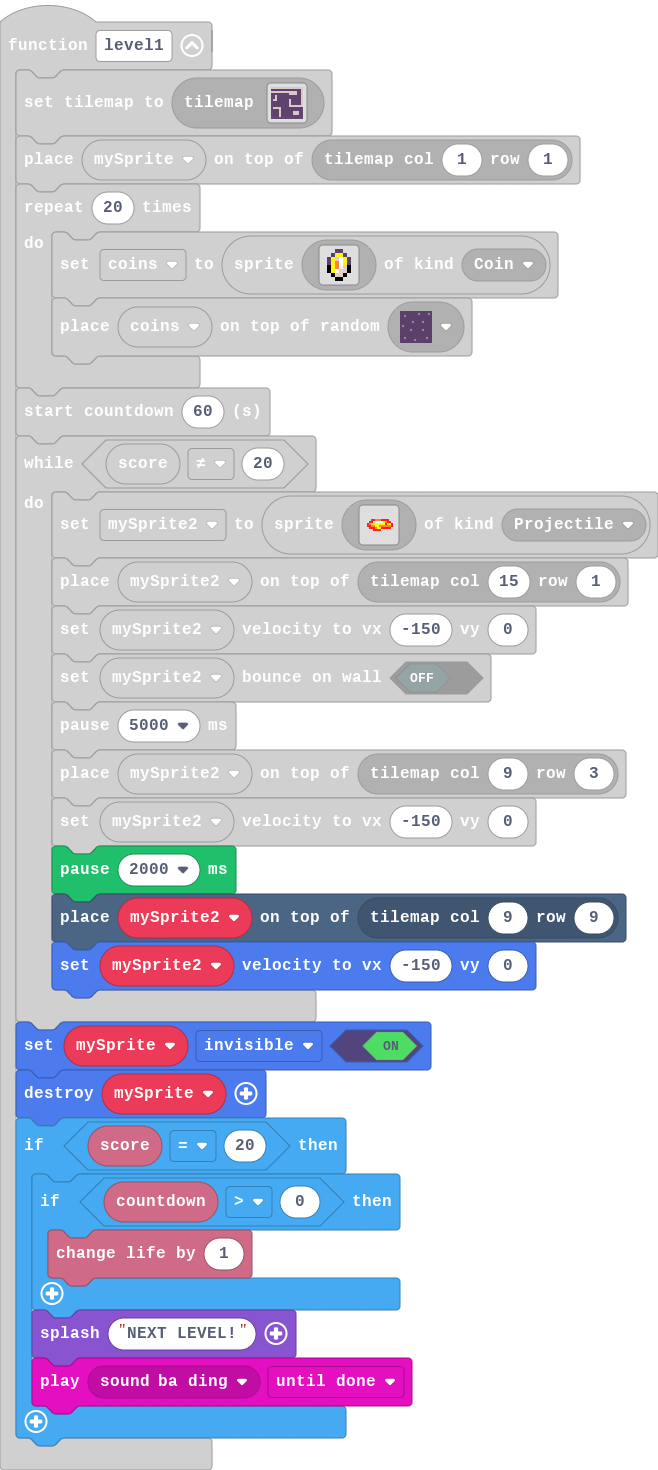 function level1
set tilemap to tilemap
place mySprite on top of tilemap col 1 row 1
repeat 20 times
do
set coins to sprite of kind Coin
place coins on top of random
start countdown 60 (s)
while score ≠ 20
do
set mySprite2 to sprite of kind Projectile
place mySprite2 on top of tilemap col 15 row 1
set mySprite2 velocity to vx -150 vy 0
set mySprite2 bounce on wall OFF
pause 5000 ms
place mySprite2 on top of tilemap col 9 row 3
set mySprite2 velocity to vx -150 vy 0
pause 2000 ms
place mySprite2 on top of tilemap col 9 row 9
set mySprite2 velocity to vx -150 vy 0
set mySprite invisible ON
destroy mySprite
if score = 20 then
if countdown > 0 then
change life by 1
splash "NEXT LEVEL!"
play sound ba ding until done